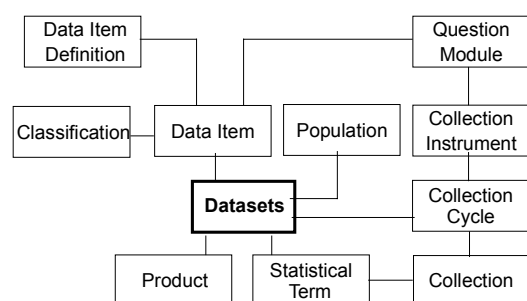 Data Item
Definition
Question
Module
Classification
Data Item
Population
Collection
Instrument
Datasets
Collection
Cycle
Product
Statistical
Term
Collection